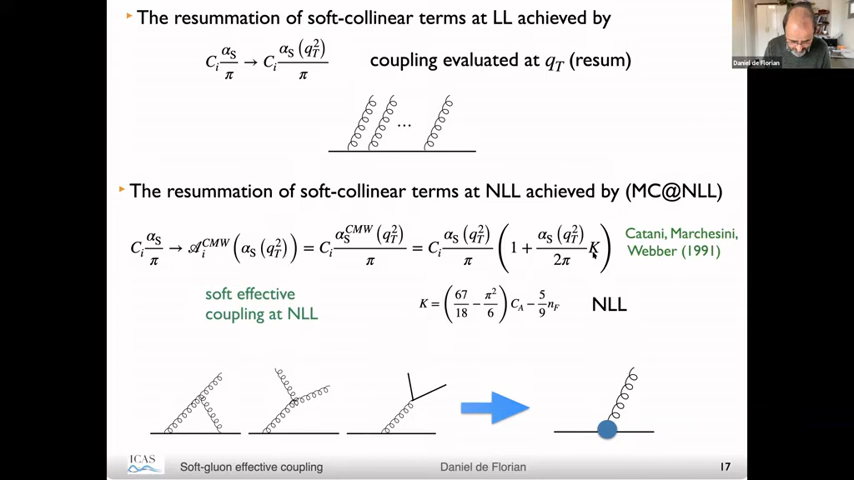 The resummation of soft-collinear terms at LL achieved by
C_i α_S/π → C_i α_S(q_T^2)/π coupling evaluated at q_T (resum)
...
The resummation of soft-collinear terms at NLL achieved by (MC@NLL)
C_i α_S/π → 𝒜_i^{CMW}(α_S(q_T^2)) = C_i α_S^{CMW}(q_T^2)/π = C_i α_S(q_T^2)/π (1 + α_S(q_T^2)/2π K)
Catani, Marchesini,
Webber (1991)
soft effective
coupling at NLL
K = (67/18 − π^2/6) C_A − 5/9 n_F NLL
ICAS
Soft-gluon effective coupling Daniel de Florian 17
Daniel de Florian